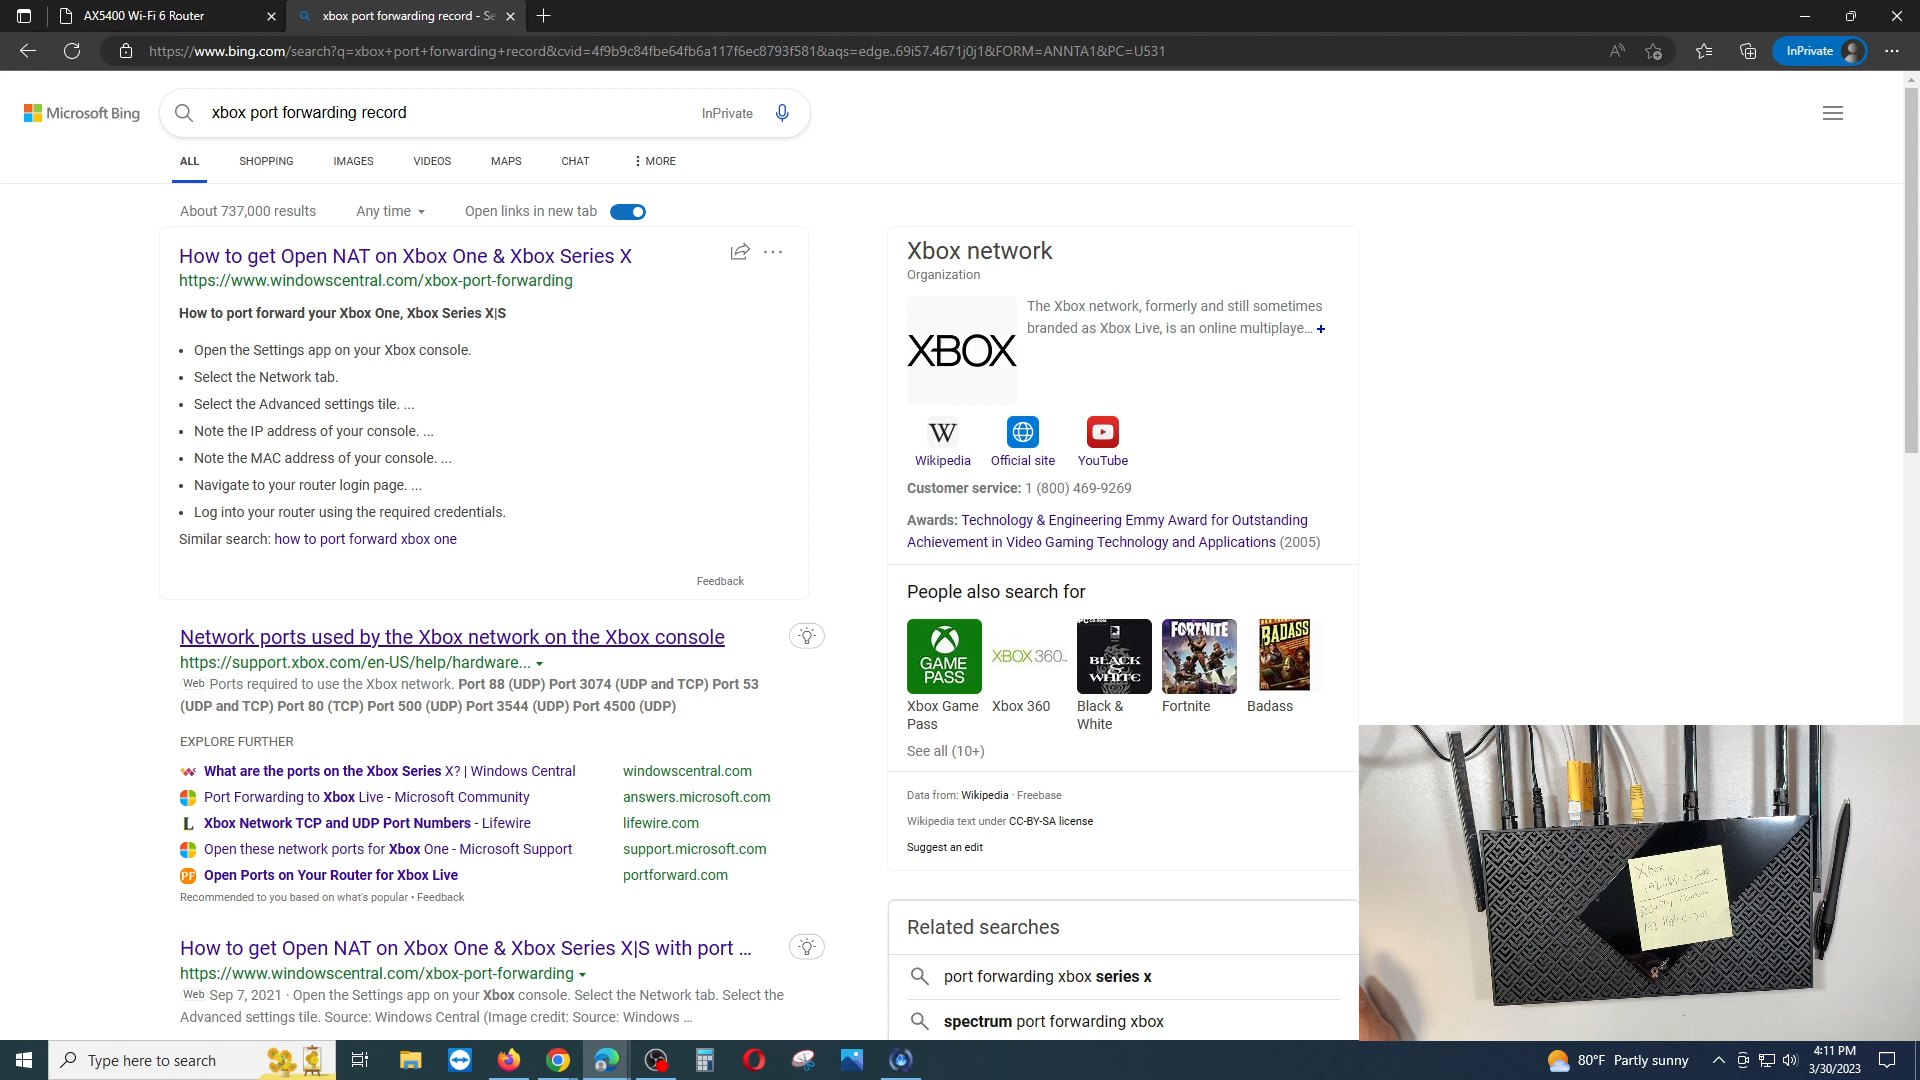 AX5400 Wi-Fi 6 Router
xbox port forwarding record - Se
https://www.bing.com/search?q=xbox+port+forwarding+record&cvid=4f9b9c84fbe64fb6a117f6ec8793f581&aqs=edge..69i57.4671j0j1&FORM=ANNTA1&PC=U531
InPrivate
Microsoft Bing
xbox port forwarding record
InPrivate
ALL SHOPPING IMAGES VIDEOS MAPS CHAT MORE
About 737,000 results Any time Open links in new tab
How to get Open NAT on Xbox One & Xbox Series X
https://www.windowscentral.com/xbox-port-forwarding
How to port forward your Xbox One, Xbox Series X|S
• Open the Settings app on your Xbox console.
• Select the Network tab.
• Select the Advanced settings tile. ...
• Note the IP address of your console. ...
• Note the MAC address of your console. ...
• Navigate to your router login page. ...
• Log into your router using the required credentials.
Similar search: how to port forward xbox one
Feedback
Network ports used by the Xbox network on the Xbox console
https://support.xbox.com/en-US/help/hardware...
Web Ports required to use the Xbox network. Port 88 (UDP) Port 3074 (UDP and TCP) Port 53
(UDP and TCP) Port 80 (TCP) Port 500 (UDP) Port 3544 (UDP) Port 4500 (UDP)
EXPLORE FURTHER
What are the ports on the Xbox Series X? | Windows Central windowscentral.com
Port Forwarding to Xbox Live - Microsoft Community answers.microsoft.com
L Xbox Network TCP and UDP Port Numbers - Lifewire lifewire.com
Open these network ports for Xbox One - Microsoft Support support.microsoft.com
PF Open Ports on Your Router for Xbox Live portforward.com
Recommended to you based on what's popular • Feedback
How to get Open NAT on Xbox One & Xbox Series X|S with port ...
https://www.windowscentral.com/xbox-port-forwarding
Web Sep 7, 2021 · Open the Settings app on your Xbox console. Select the Network tab. Select the
Advanced settings tile. Source: Windows Central (Image credit: Source: Windows ...
Xbox network
Organization
XBOX
The Xbox network, formerly and still sometimes
branded as Xbox Live, is an online multiplaye... +
W
Wikipedia Official site YouTube
Customer service: 1 (800) 469-9269
Awards: Technology & Engineering Emmy Award for Outstanding
Achievement in Video Gaming Technology and Applications (2005)
People also search for
GAME
PASS
XBOX 360
BLACK
& WHITE
FORTNITE
BADASS
Xbox Game
Pass
Xbox 360
Black &
White
Fortnite
Badass
See all (10+)
Data from: Wikipedia · Freebase
Wikipedia text under CC-BY-SA license
Suggest an edit
Related searches
port forwarding xbox series x
spectrum port forwarding xbox
Xbox
Type here to search
80°F Partly sunny
4:11 PM
3/30/2023